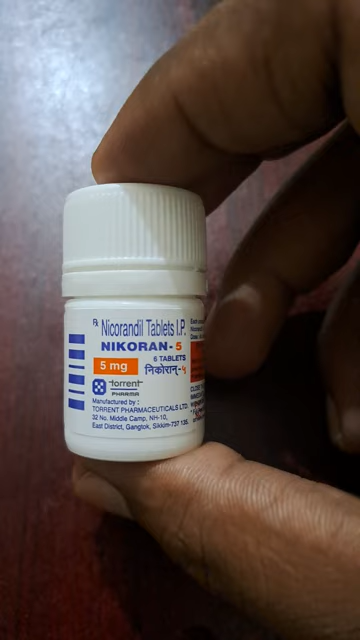 Rx Nicorandil Tablets I.P.
NIKORAN - 5
6 TABLETS
5 mg
निकोरान्-५
torrent
PHARMA
Manufactured by :
TORRENT PHARMACEUTICALS LTD
32 No. Middle Camp, NH-10,
East District, Gangtok, Sikkim-737 135.